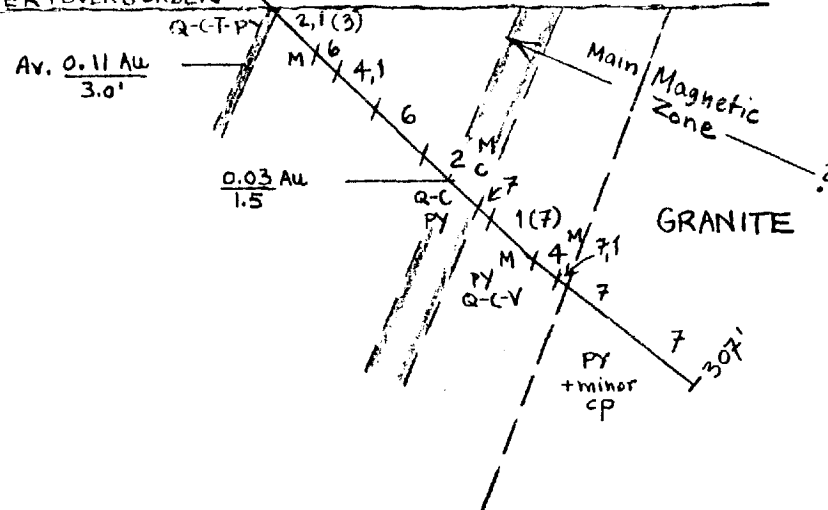 Q-C-T-PY
2,1(3)
M 6
4,1
6
Av. 0.11 Au
3.0'
Main Magnetic
Zone
?
0.03 Au
1.5
2 M
C
7
Q-C
PY
1(7)
M
M
4
7,1
7
GRANITE
PY
Q-C-V
7
307'
PY
+minor
cp